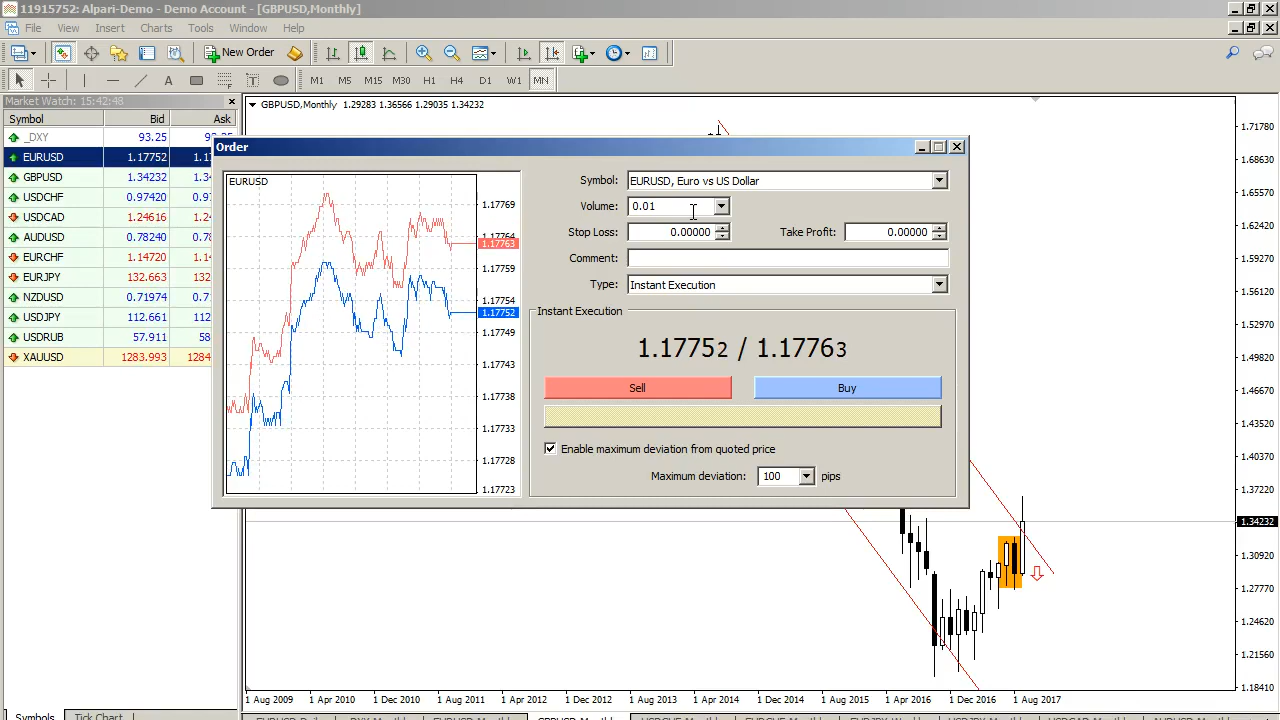 11915752: Alpari-Demo - Demo Account - [GBPUSD,Monthly]
File View Insert Charts Tools Window Help
New Order
A T M1 M5 M15 M30 H1 H4 D1 W1 MN
Market Watch: 15:42:48
Symbol Bid Ask
_DXY 93.25
EURUSD 1.17752
GBPUSD 1.34232
USDCHF 0.97420
USDCAD 1.24616
AUDUSD 0.78240
EURCHF 1.14720
EURJPY 132.663
NZDUSD 0.71974
USDJPY 112.661
USDRUB 57.911
XAUUSD 1283.993
Symbols Tick Chart
GBPUSD,Monthly 1.29283 1.36566 1.29035 1.34232
Order
EURUSD
1.17769
1.17764
1.17763
1.17759
1.17754
1.17752
1.17749
1.17743
1.17738
1.17733
1.17728
1.17723
Symbol: EURUSD, Euro vs US Dollar
Volume: 0.01
Stop Loss: 0.00000 Take Profit: 0.00000
Comment:
Type: Instant Execution
Instant Execution
1.17752 / 1.17763
Sell Buy
Enable maximum deviation from quoted price
Maximum deviation: 100 pips
1.71780
1.68630
1.65570
1.62420
1.59270
1.56120
1.52970
1.49820
1.46670
1.43520
1.40370
1.37220
1.34232
1.30920
1.27770
1.24620
1.21560
1.18410
1 Aug 2009 1 Apr 2010 1 Dec 2010 1 Aug 2011 1 Apr 2012 1 Dec 2012 1 Aug 2013 1 Apr 2014 1 Dec 2014 1 Aug 2015 1 Apr 2016 1 Dec 2016 1 Aug 2017